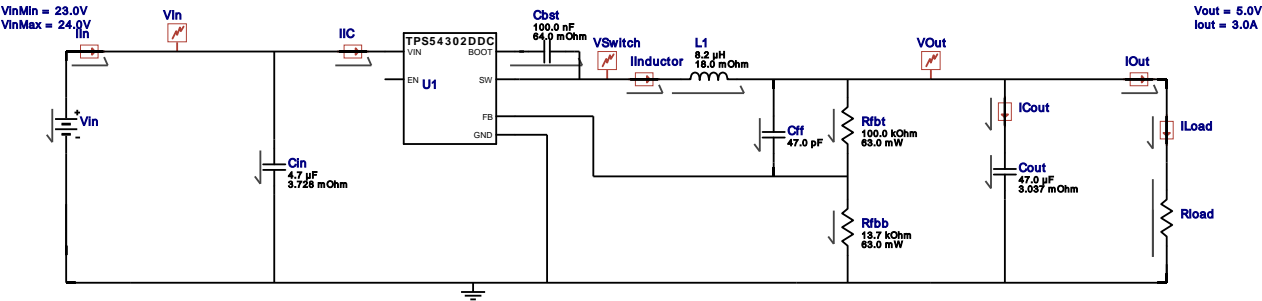 VinMin = 23.0V
VinMax = 24.0V
Vout = 5.0V
Iout = 3.0A
IIn
Vin
IIC
TPS54302DDC
VIN
BOOT
EN
SW
U1
FB
GND
Cbst
100.0 nF
64.0 mOhm
VSwitch
IInductor
L1
8.2 µH
18.0 mOhm
VOut
IOut
Vin
Cin
4.7 µF
3.728 mOhm
Cff
47.0 pF
Rfbt
100.0 kOhm
63.0 mW
ICout
ILoad
Cout
47.0 µF
3.037 mOhm
Rfbb
13.7 kOhm
63.0 mW
Rload